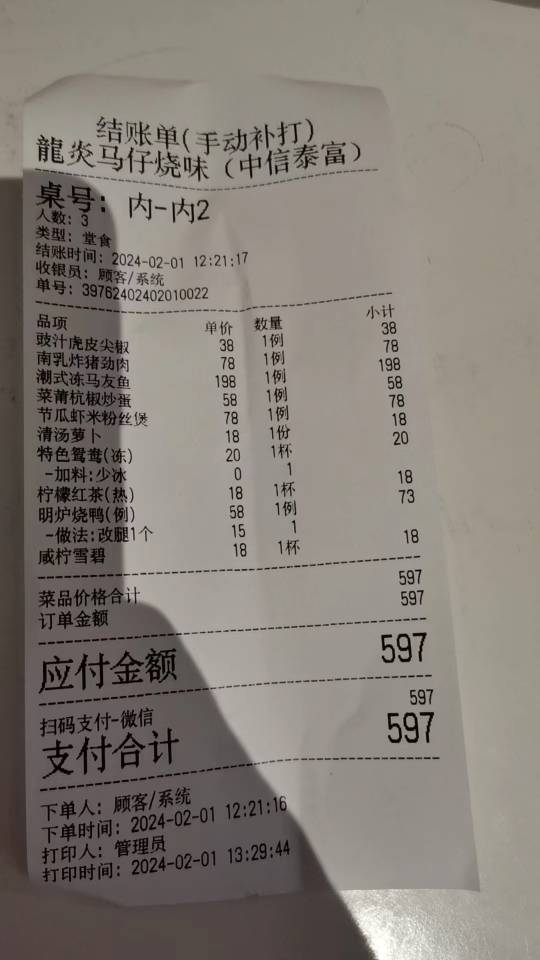 结账单(手动补打)
龍炎马仔烧味（中信泰富）
桌号: 内-内2
人数: 3
类型: 堂食
结账时间: 2024-02-01 12:21:17
收银员: 顾客/系统
单号: 39762402402010022
品项 单价 数量 小计
豉汁虎皮尖椒 38 1例 38
南乳炸猪劲肉 78 1例 78
潮式冻马友鱼 198 1例 198
菜莆杭椒炒蛋 58 1例 58
节瓜虾米粉丝煲 78 1例 78
清汤萝卜 18 1份 18
特色鸳鸯(冻) 20 1杯 20
-加料:少冰 0 1
柠檬红茶(热) 18 1杯 18
明炉烧鸭(例) 58 1例 73
-做法:改腿1个 15 1
咸柠雪碧 18 1杯 18
菜品价格合计 597
订单金额 597
应付金额 597
扫码支付-微信 597
支付合计 597
下单人: 顾客/系统
下单时间: 2024-02-01 12:21:16
打印人: 管理员
打印时间: 2024-02-01 13:29:44